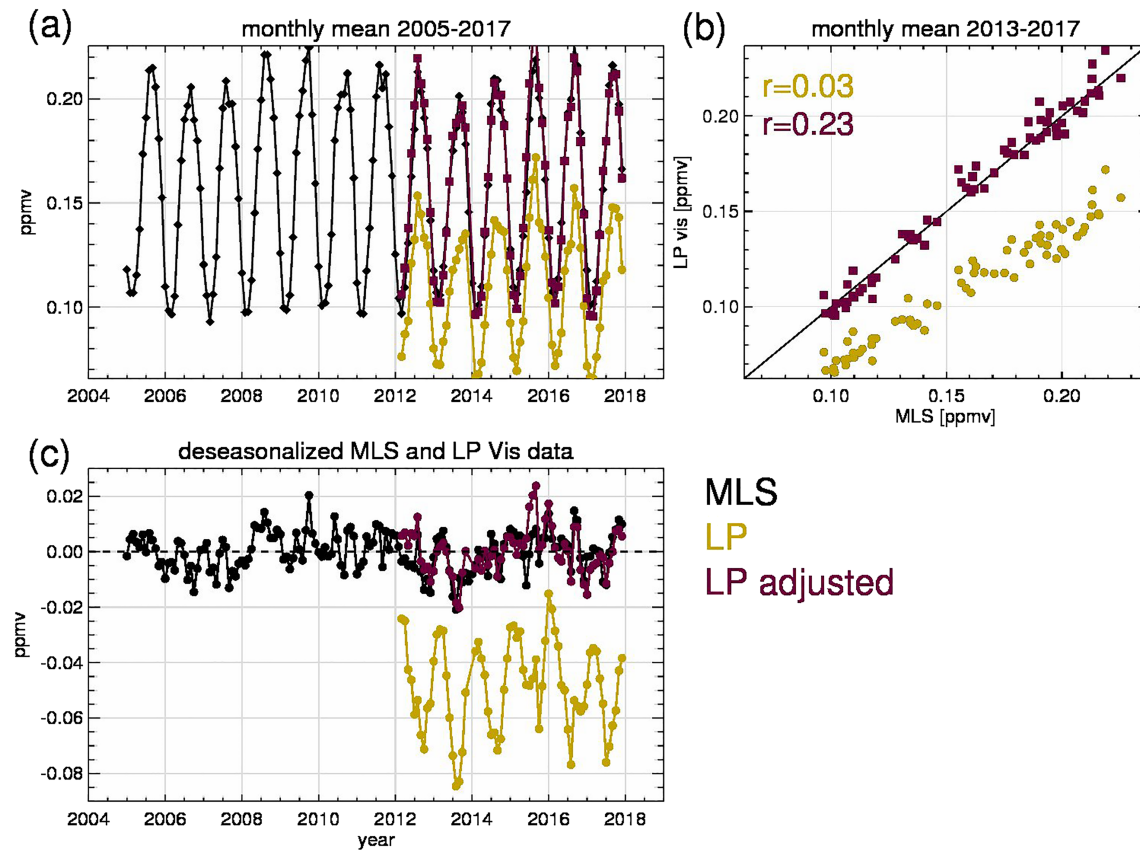 (a)
monthly mean 2005-2017
ppmv
0.20
0.15
0.10
2004 2006 2008 2010 2012 2014 2016 2018
(b)
monthly mean 2013-2017
r=0.03
r=0.23
LP vis [ppmv]
0.20
0.15
0.10
0.10 0.15 0.20
MLS [ppmv]
(c)
deseasonalized MLS and LP Vis data
ppmv
0.02
0.00
-0.02
-0.04
-0.06
-0.08
2004 2006 2008 2010 2012 2014 2016 2018
year
MLS
LP
LP adjusted